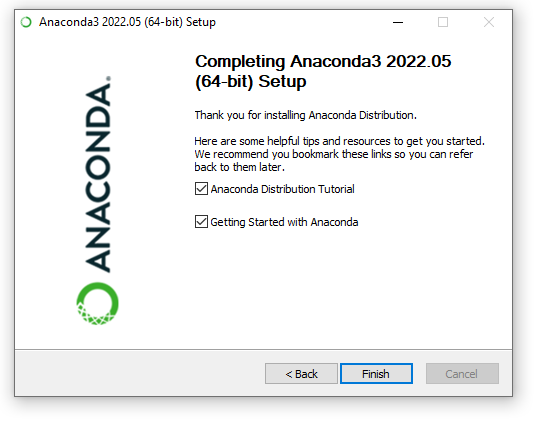 Anaconda3 2022.05 (64-bit) Setup
Completing Anaconda3 2022.05
(64-bit) Setup
Thank you for installing Anaconda Distribution.
Here are some helpful tips and resources to get you started.
We recommend you bookmark these links so you can refer
back to them later.
Anaconda Distribution Tutorial
Getting Started with Anaconda
ANACONDA.
< Back
Finish
Cancel